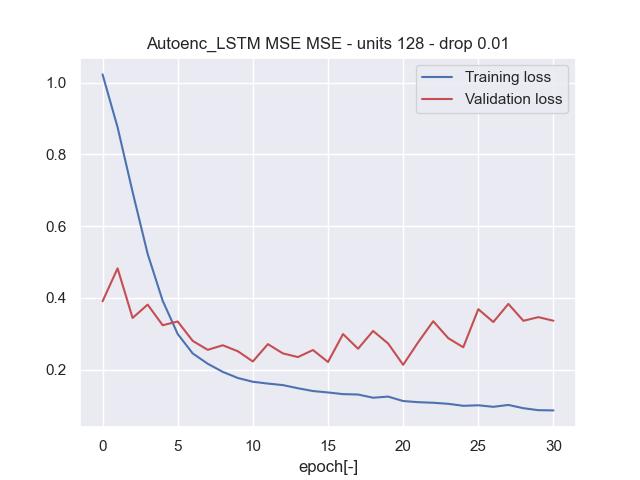 Autoenc_LSTM MSE MSE - units 128 - drop 0.01
Training loss
Validation loss
1.0
0.8
0.6
0.4
0.2
0 5 10 15 20 25 30
epoch[-]